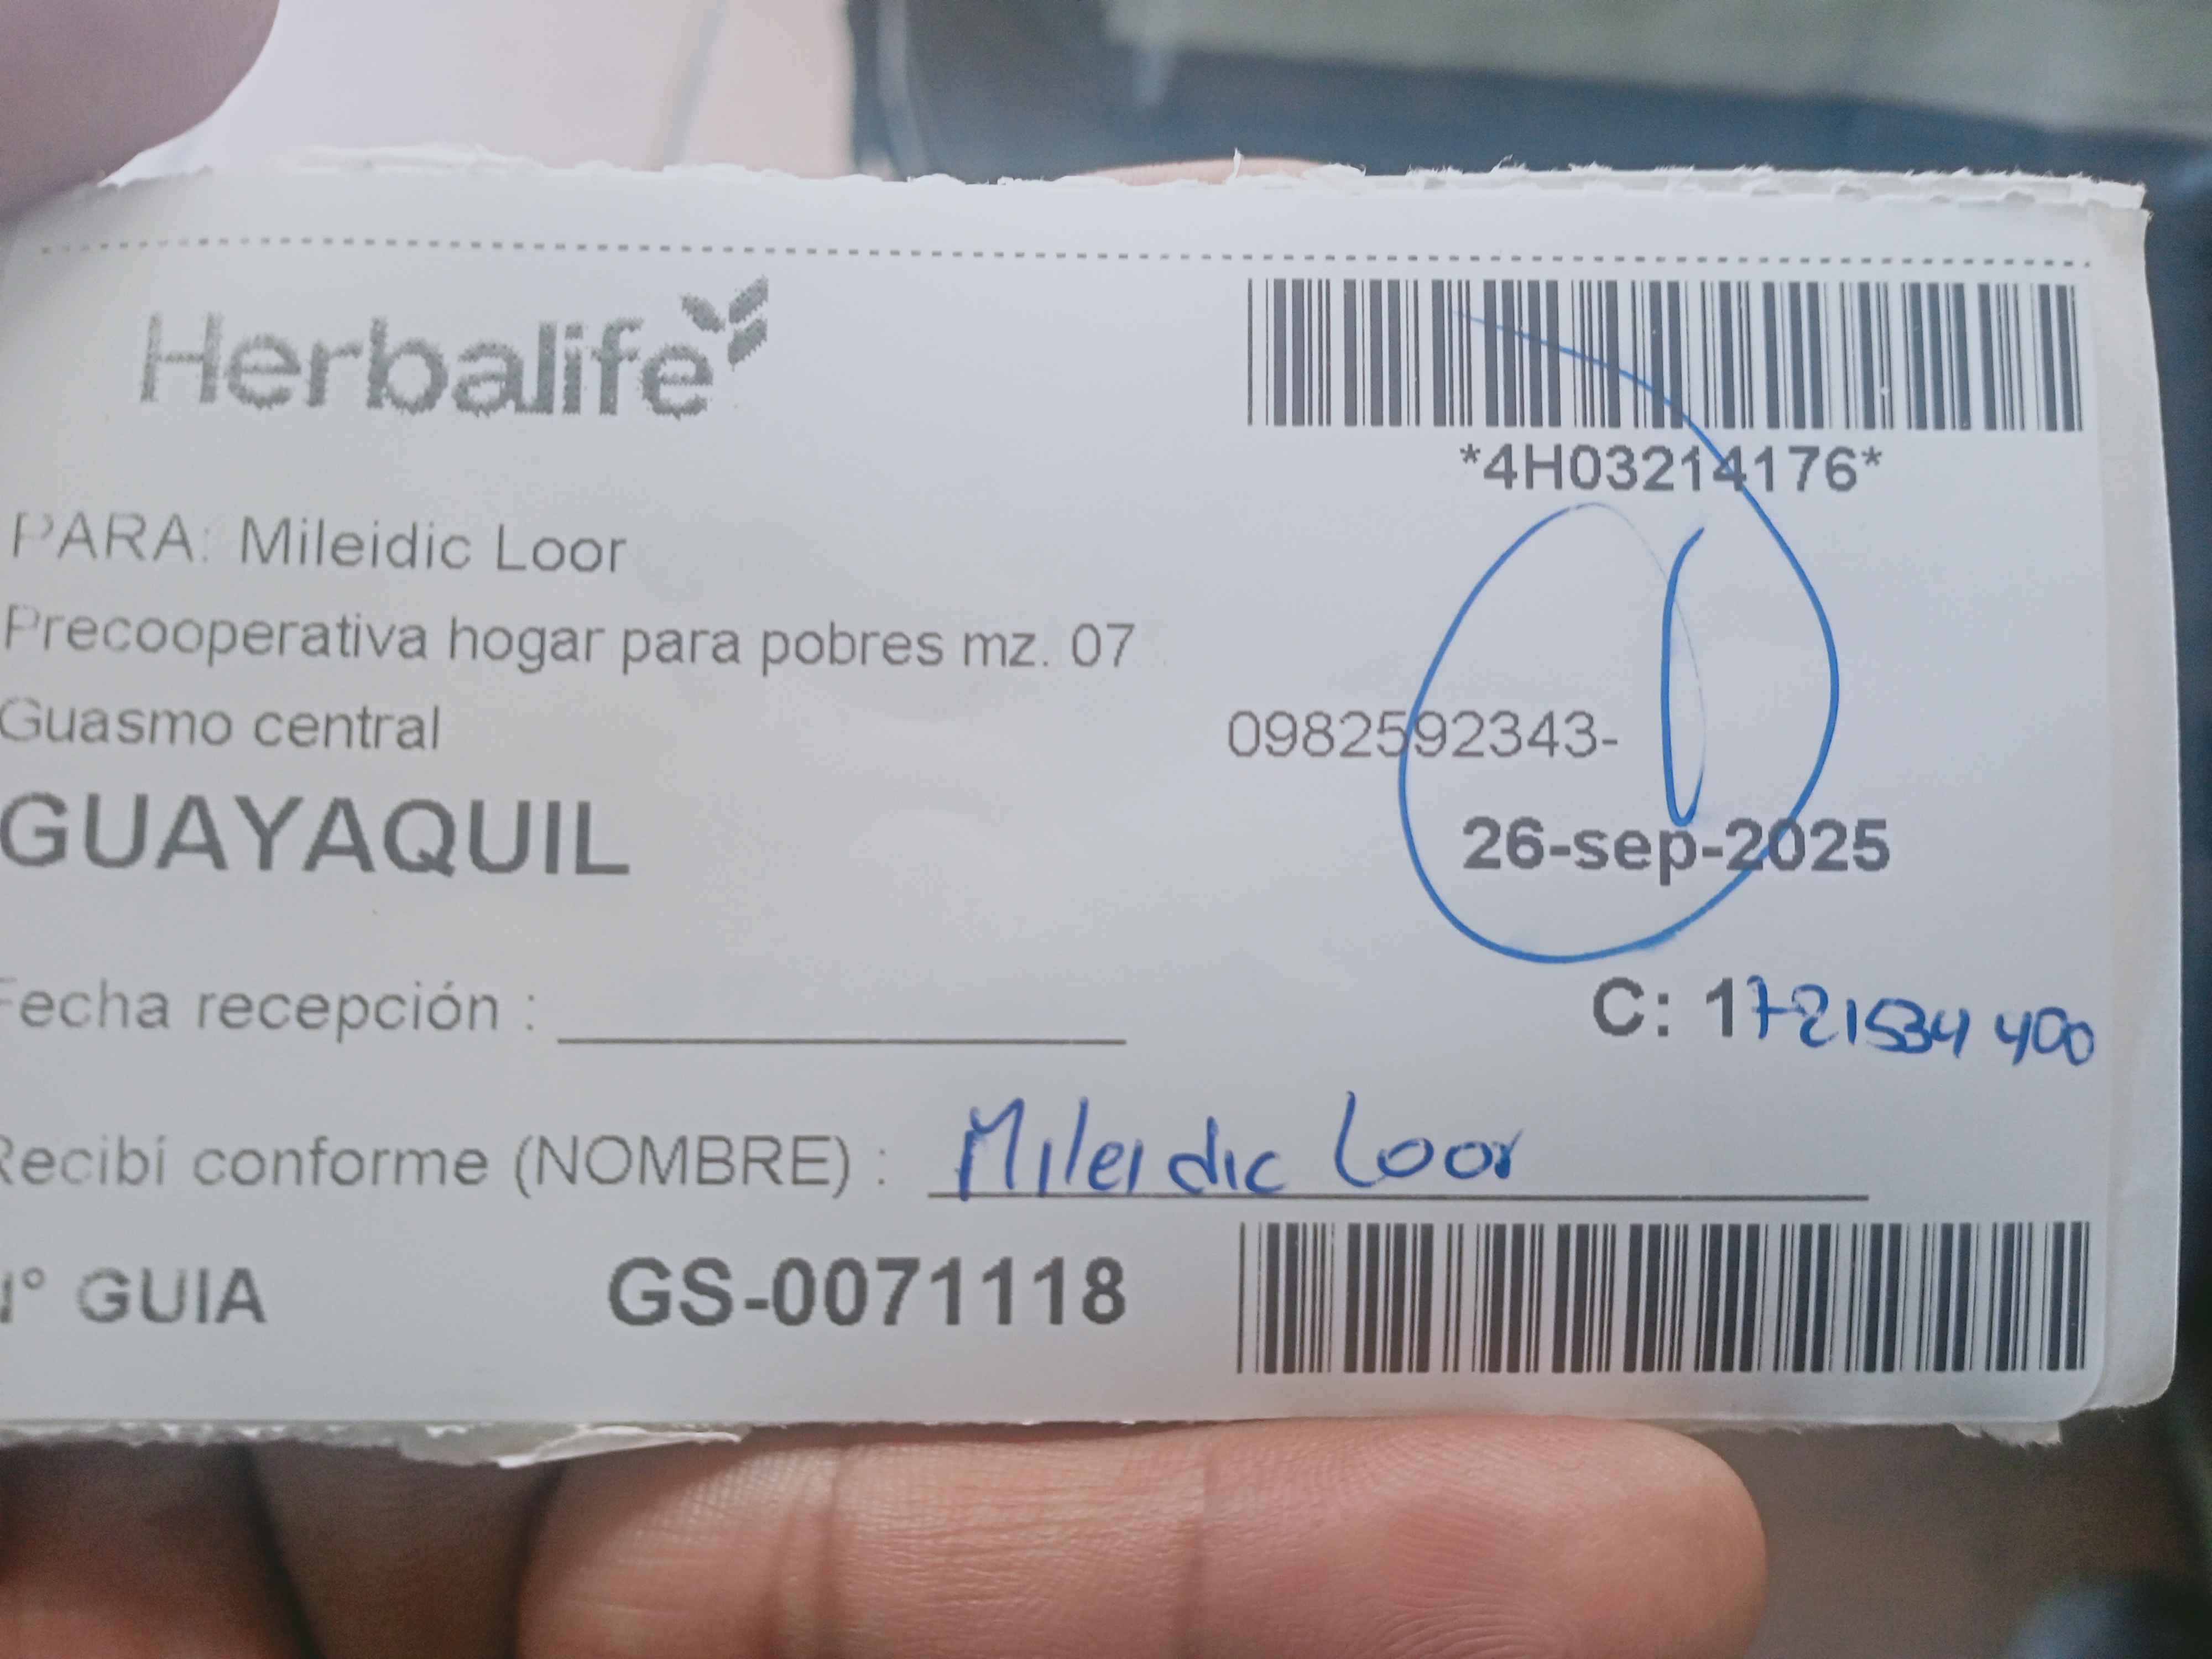 Herbalife
*4H03214176*
PARA: Mileidic Loor
Precooperativa hogar para pobres mz. 07
Guasmo central
0982592343-
GUAYAQUIL
26-sep-2025
Fecha recepción :
C: 1721534400
Recibí conforme (NOMBRE) : Mileidic Loor
N° GUIA GS-0071118